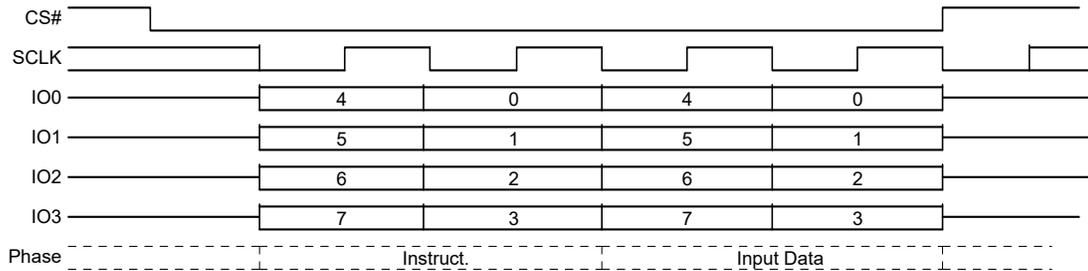 CS#
SCLK
IO0 4 0 4 0
IO1 5 1 5 1
IO2 6 2 6 2
IO3 7 3 7 3
Phase Instruct. Input Data